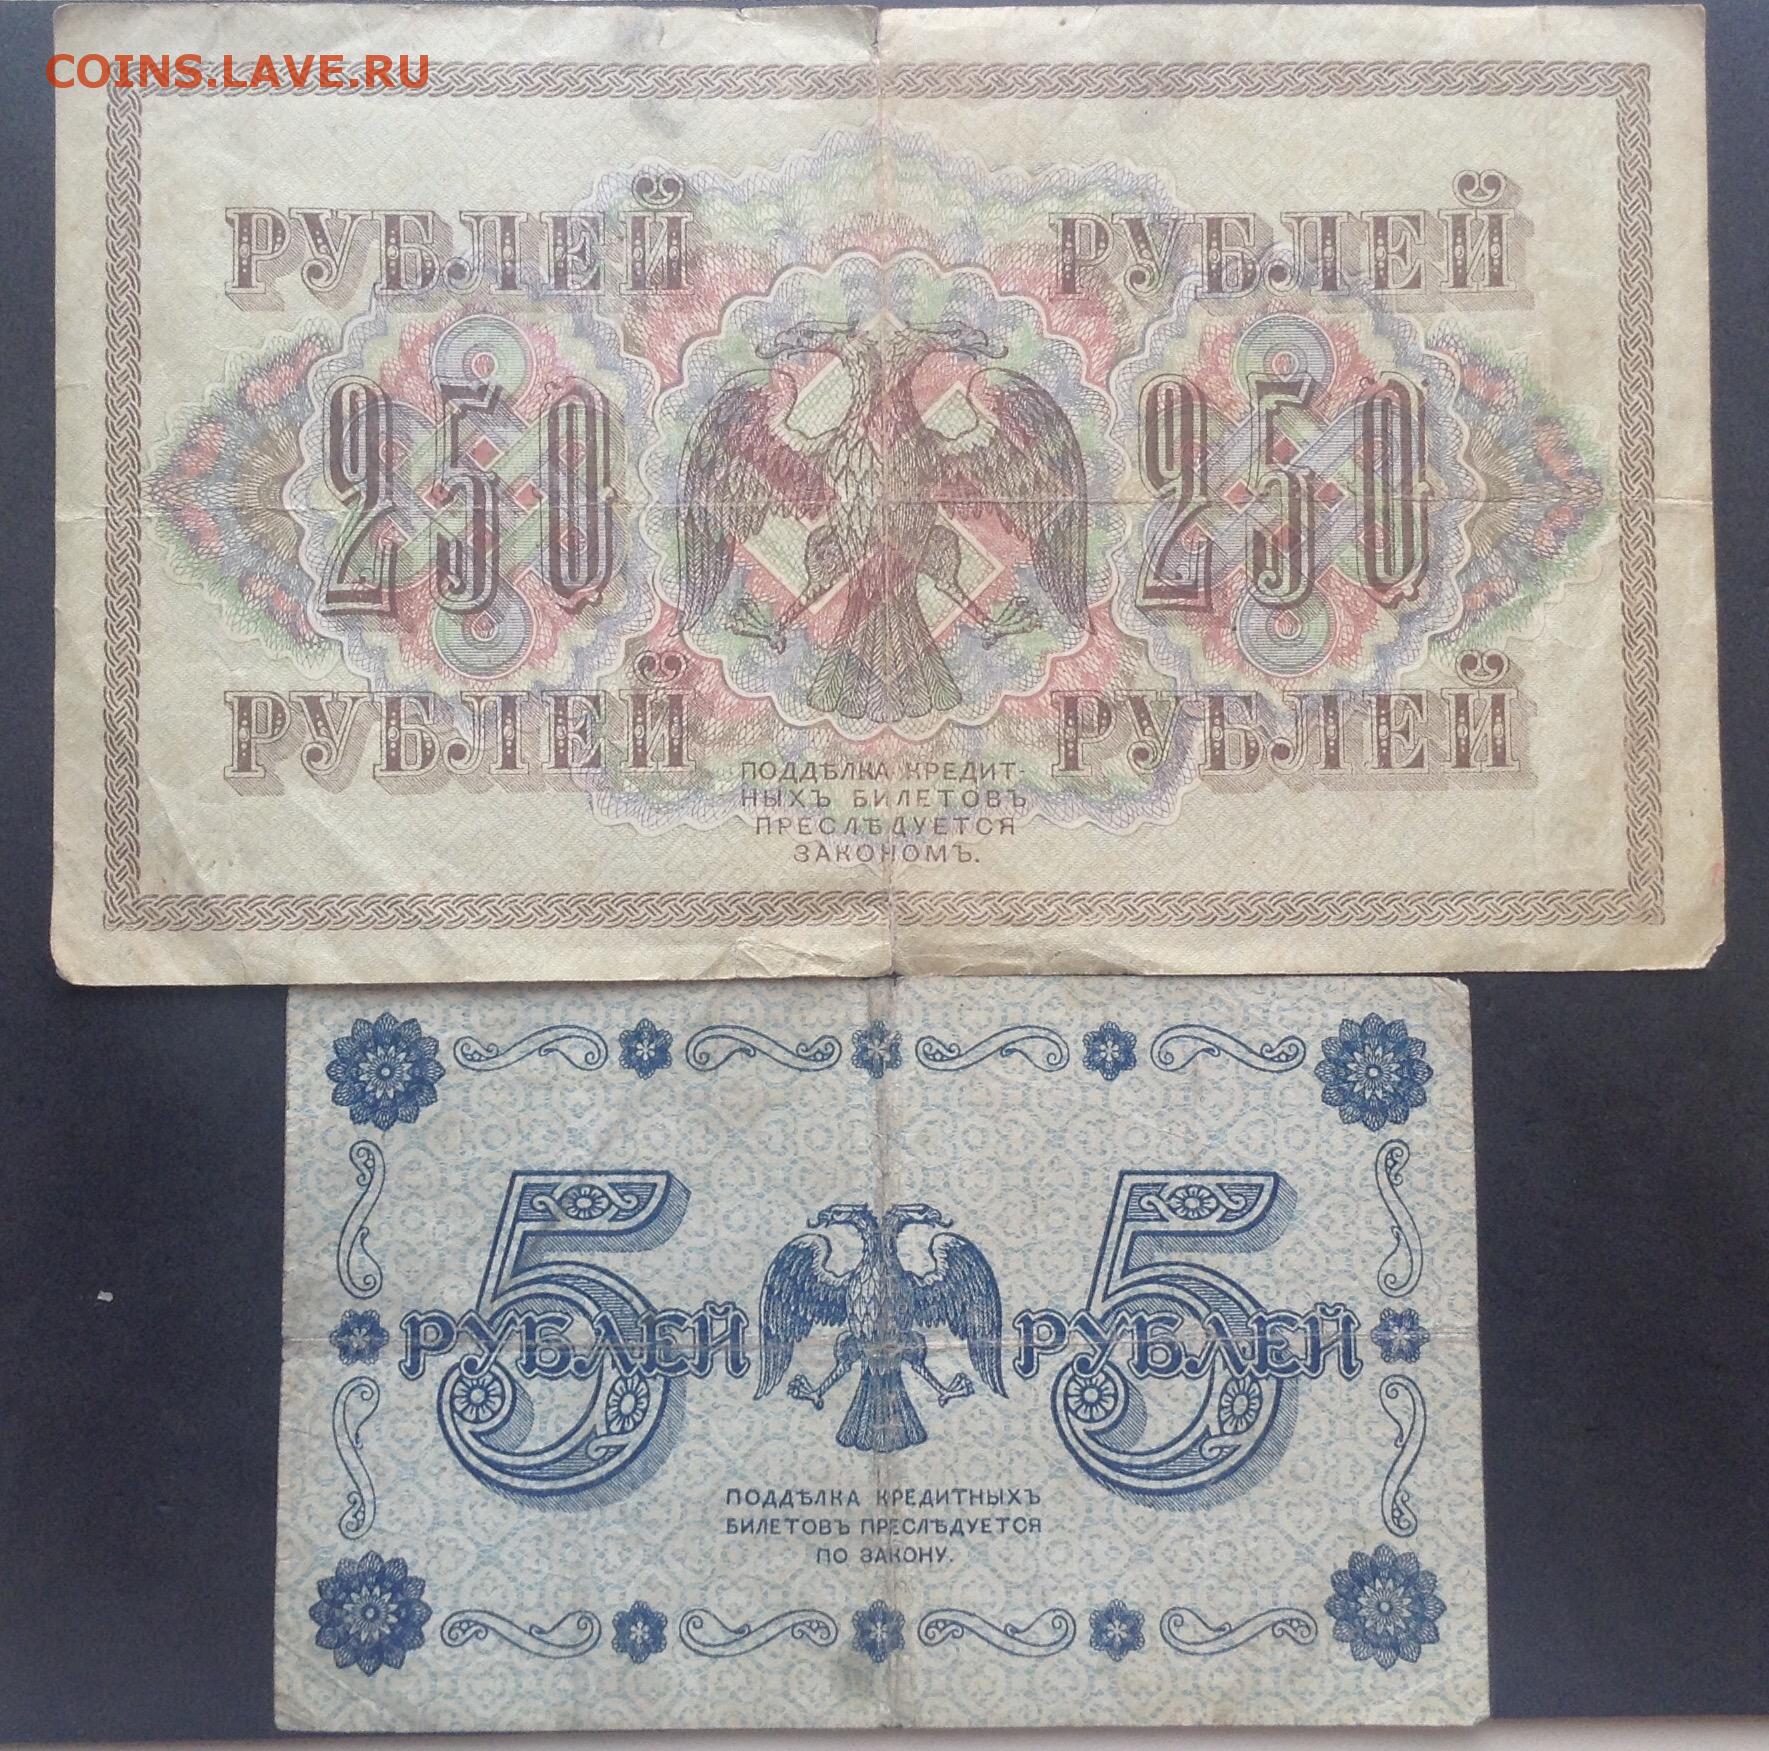 COINS.LAVE.RU
РУБЛЕЙ РУБЛЕЙ
250 250
РУБЛЕЙ РУБЛЕЙ
ПОДДѢЛКА КРЕДИТ-
НЫХЪ БИЛЕТОВЪ
ПРЕСЛѢДУЕТСЯ
ЗАКОНОМЪ.
5 5
РУБЛЕЙ РУБЛЕЙ
ПОДДѢЛКА КРЕДИТНЫХЪ
БИЛЕТОВЪ ПРЕСЛѢДУЕТСЯ
ПО ЗАКОНУ.